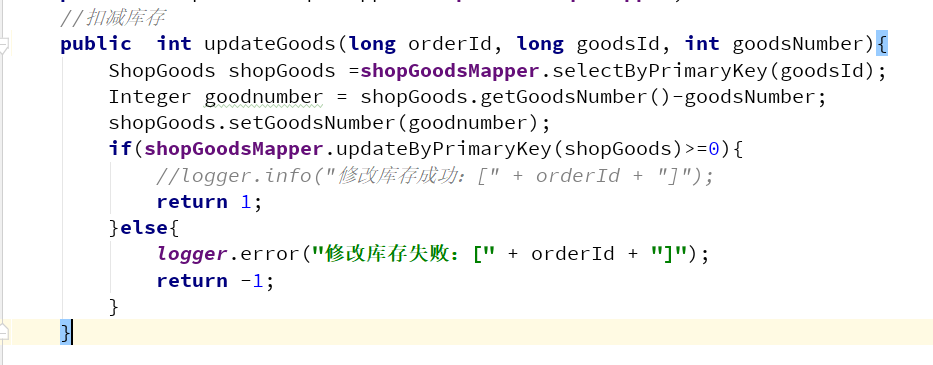 //扣减库存
public  int updateGoods(long orderId, long goodsId, int goodsNumber){
ShopGoods shopGoods =shopGoodsMapper.selectByPrimaryKey(goodsId);
Integer goodnumber = shopGoods.getGoodsNumber()-goodsNumber;
shopGoods.setGoodsNumber(goodnumber);
if(shopGoodsMapper.updateByPrimaryKey(shopGoods)>=0){
//logger.info("修改库存成功：[" + orderId + "]");
return 1;
}else{
logger.error("修改库存失败：[" + orderId + "]");
return -1;
}
}